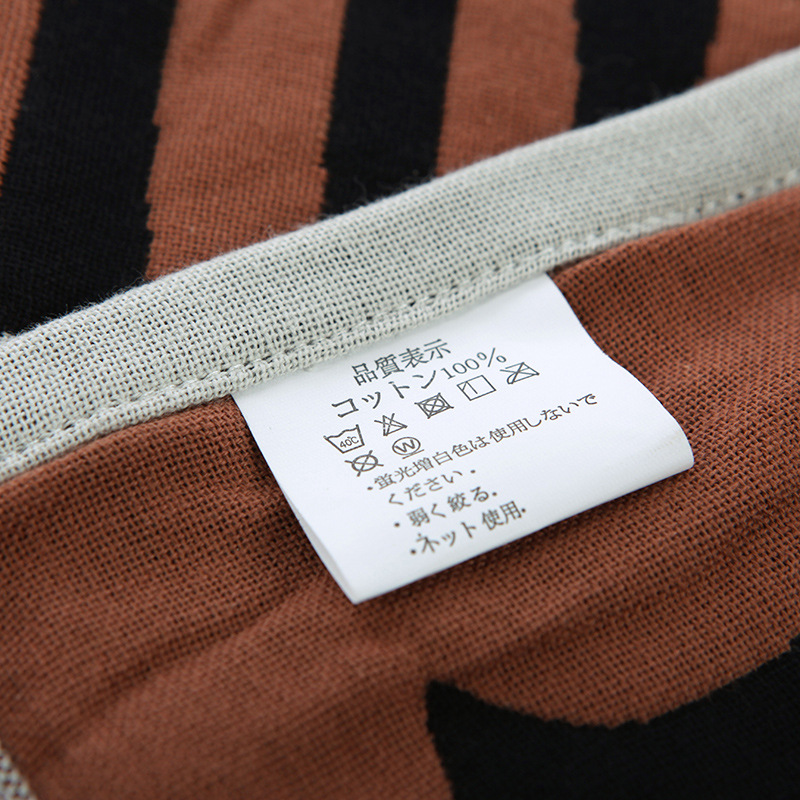 品質表示
コットン100%
40℃
W
・蛍光増白色は使用しないで
ください・
・弱く絞る.
・ネット使用・